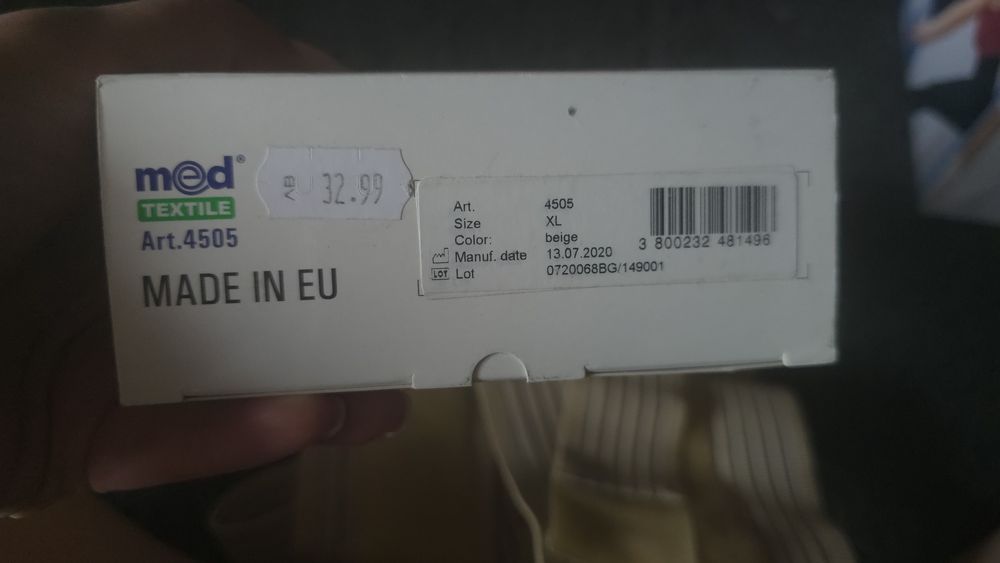 med®
TEXTILE
Art.4505
MADE IN EU
32.99
Art. 4505
Size XL
Color: beige
Manuf. date 13.07.2020
LOT Lot 0720068BG/149001
3 800232 481496